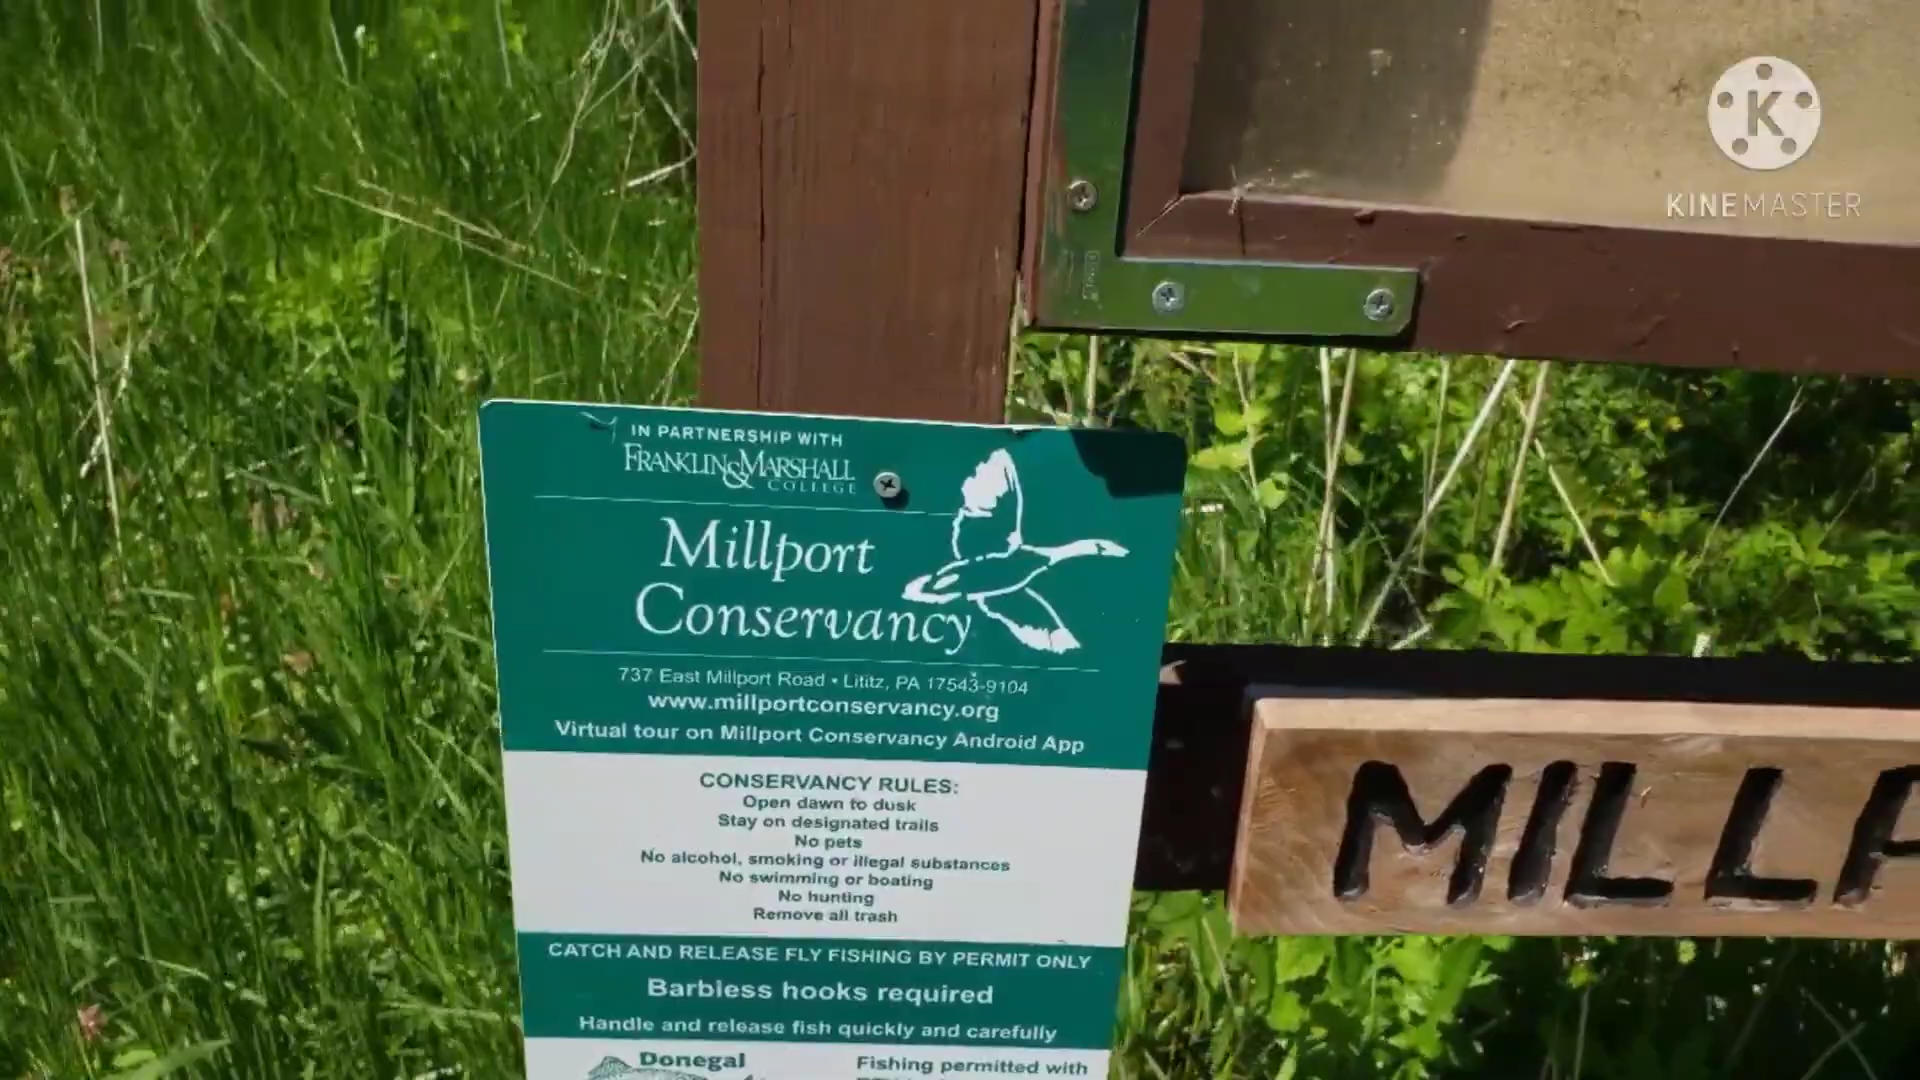 K
KINEMASTER
IN PARTNERSHIP WITH
FRANKLIN & MARSHALL
COLLEGE
Millport
Conservancy
737 East Millport Road • Lititz, PA 17543-9104
www.millportconservancy.org
Virtual tour on Millport Conservancy Android App
CONSERVANCY RULES:
Open dawn to dusk
Stay on designated trails
No pets
No alcohol, smoking or illegal substances
No swimming or boating
No hunting
Remove all trash
CATCH AND RELEASE FLY FISHING BY PERMIT ONLY
Barbless hooks required
Handle and release fish quickly and carefully
Donegal
Fishing permitted with
MILLP